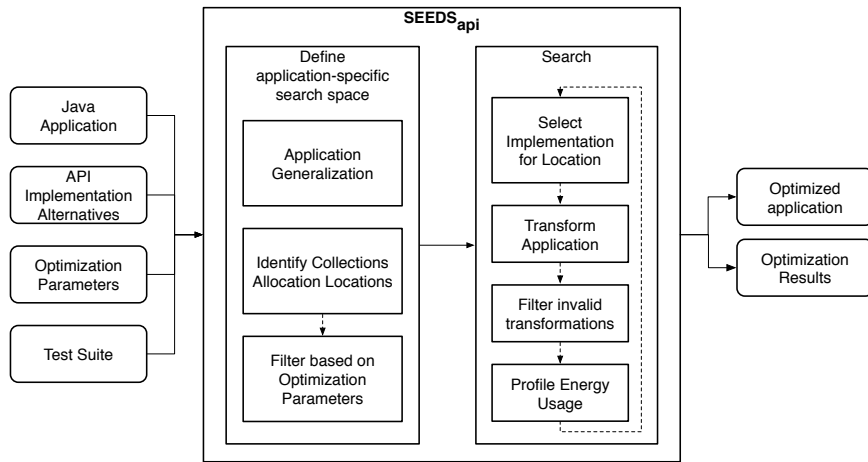 SEEDSapi
Java
Application
API
Implementation
Alternatives
Optimization
Parameters
Test Suite
Define
application-specific
search space
Application
Generalization
Identify Collections
Allocation Locations
Filter based on
Optimization
Parameters
Search
Select
Implementation
for Location
Transform
Application
Filter invalid
transformations
Profile Energy
Usage
Optimized
application
Optimization
Results